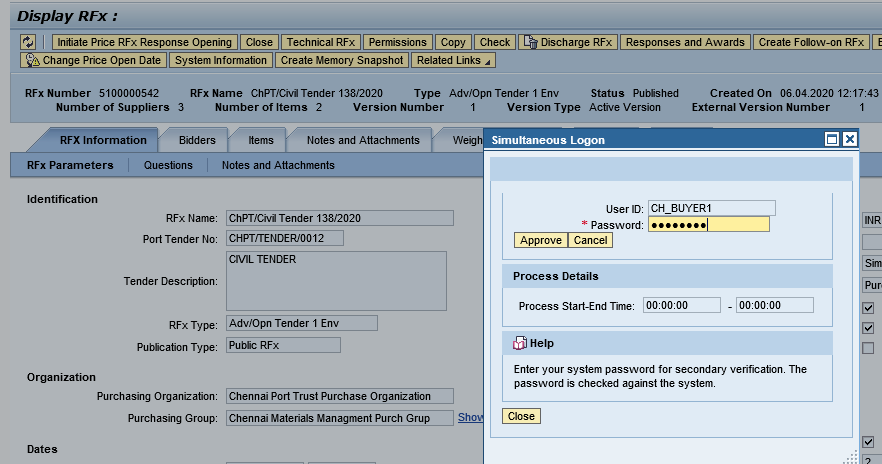 Display RFx :
Initiate Price RFx Response Opening Close Technical RFx Permissions Copy Check Discharge RFx Responses and Awards Create Follow-on RFx E
Change Price Open Date System Information Create Memory Snapshot Related Links
RFx Number 5100000542 RFx Name ChPT/Civil Tender 138/2020 Type Adv/Opn Tender 1 Env Status Published Created On 06.04.2020 12:17:43
Number of Suppliers 3 Number of Items 2 Version Number 1 Version Type Active Version External Version Number 1
RFX Information Bidders Items Notes and Attachments Weigh
RFx Parameters Questions Notes and Attachments
Identification
RFx Name: ChPT/Civil Tender 138/2020
Port Tender No: CHPT/TENDER/0012
Tender Description: CIVIL TENDER
RFx Type: Adv/Opn Tender 1 Env
Publication Type: Public RFx
Organization
Purchasing Organization: Chennai Port Trust Purchase Organization
Purchasing Group: Chennai Materials Managment Purch Grup Show
Dates
Simultaneous Logon
User ID: CH_BUYER1
* Password: ●●●●●●●●
Approve Cancel
Process Details
Process Start-End Time: 00:00:00 - 00:00:00
Help
Enter your system password for secondary verification. The
password is checked against the system.
Close
INR
Sim
Purc
2